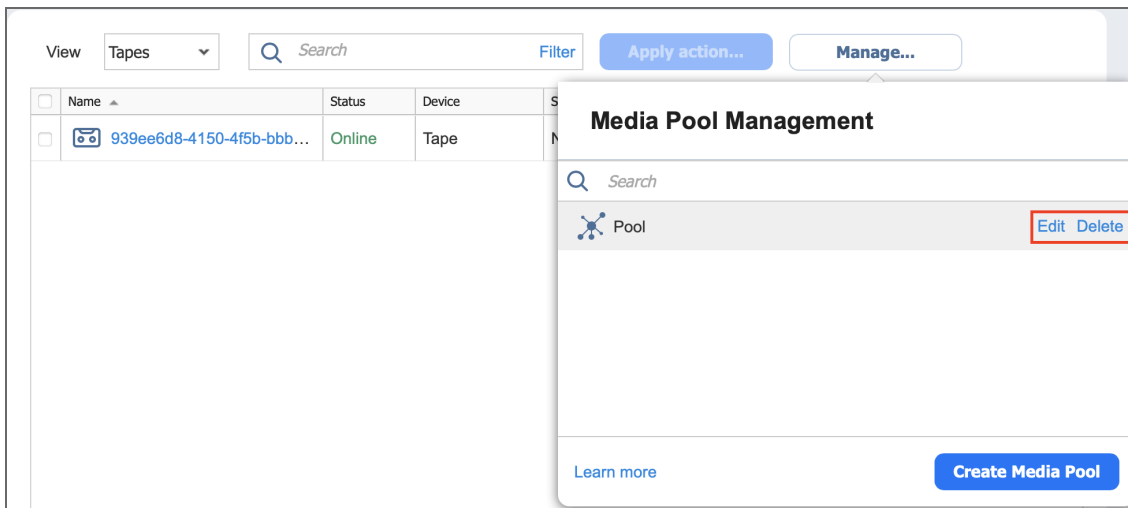 View Tapes Search Filter Apply action... Manage...
Name Status Device S
939ee6d8-4150-4f5b-bbb... Online Tape N
Media Pool Management
Search
Pool Edit Delete
Learn more Create Media Pool